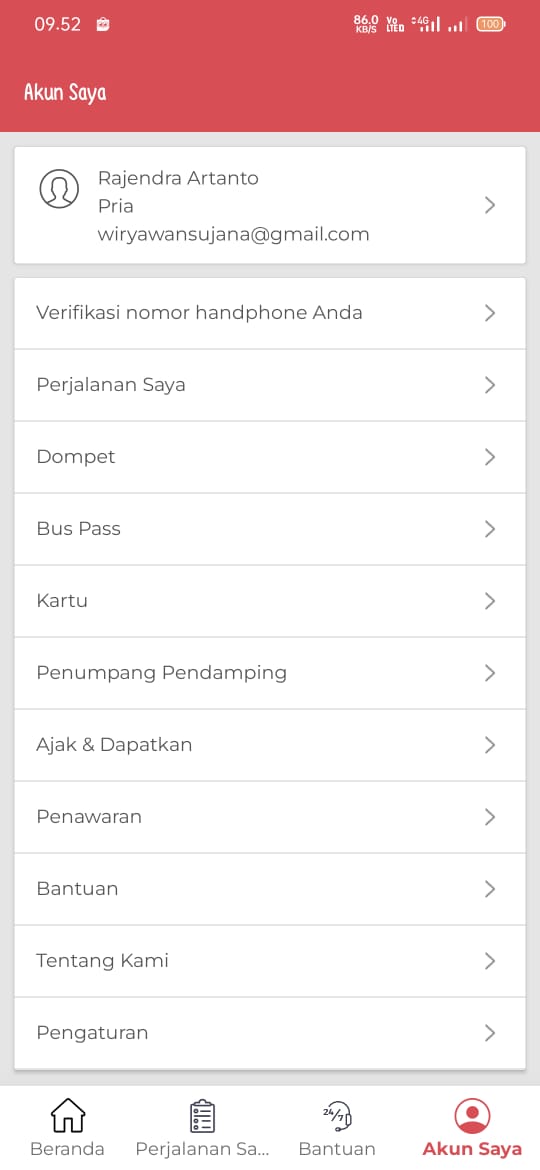 09.52
86.0
KB/S
Vo
LTED
4G
100
Akun Saya
Rajendra Artanto
Pria
wiryawansujana@gmail.com
Verifikasi nomor handphone Anda
Perjalanan Saya
Dompet
Bus Pass
Kartu
Penumpang Pendamping
Ajak & Dapatkan
Penawaran
Bantuan
Tentang Kami
Pengaturan
24/7
Beranda
Perjalanan Sa...
Bantuan
Akun Saya